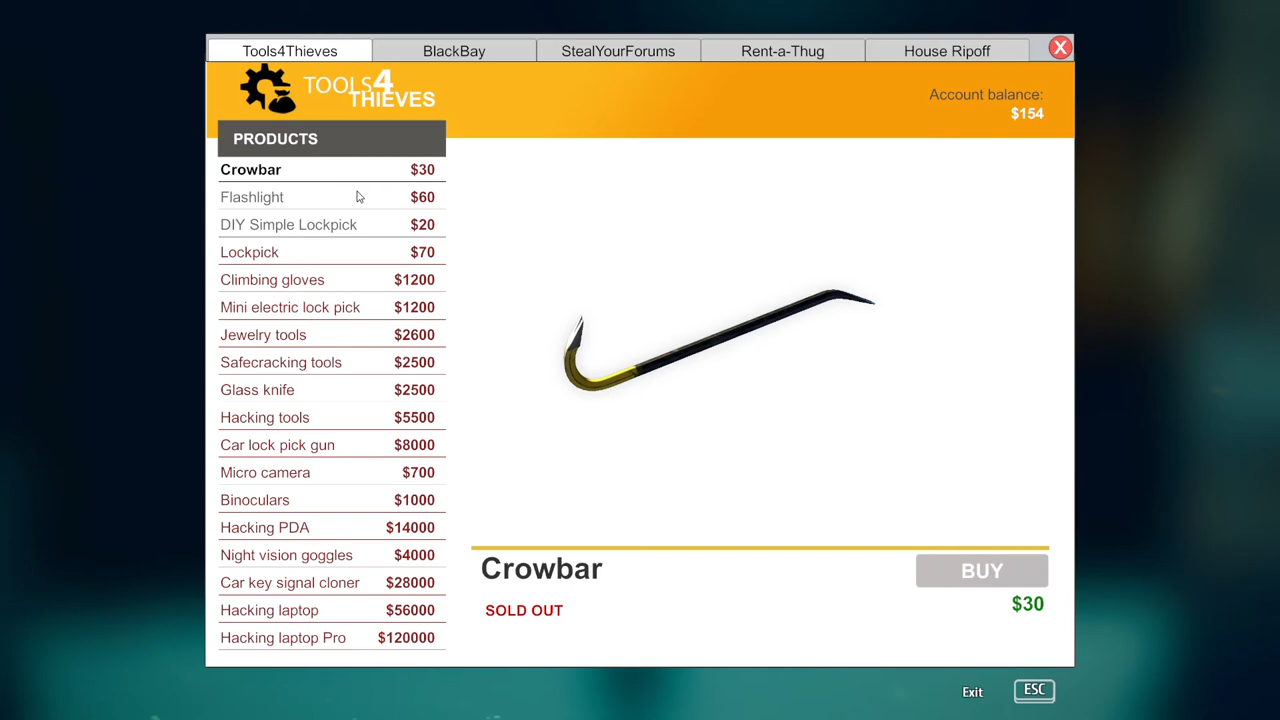 Tools4Thieves BlackBay StealYourForums Rent-a-Thug House Ripoff X
TOOLS4
THIEVES
Account balance:
$154
PRODUCTS
Crowbar $30
Flashlight $60
DIY Simple Lockpick $20
Lockpick $70
Climbing gloves $1200
Mini electric lock pick $1200
Jewelry tools $2600
Safecracking tools $2500
Glass knife $2500
Hacking tools $5500
Car lock pick gun $8000
Micro camera $700
Binoculars $1000
Hacking PDA $14000
Night vision goggles $4000
Car key signal cloner $28000
Hacking laptop $56000
Hacking laptop Pro $120000
Crowbar BUY
SOLD OUT $30
Exit ESC